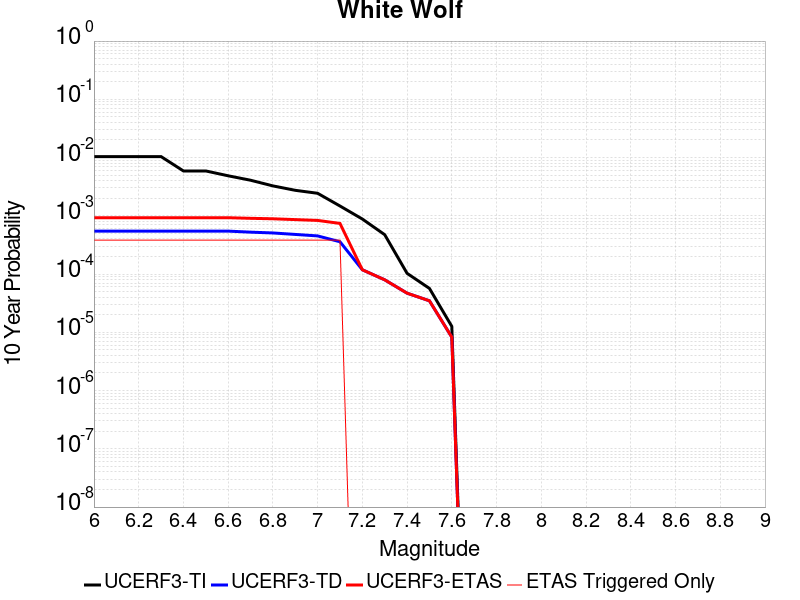 White Wolf
10^0
10^-1
10^-2
10^-3
10^-4
10^-5
10^-6
10^-7
10^-8
10 Year Probability
6 6.2 6.4 6.6 6.8 7 7.2 7.4 7.6 7.8 8 8.2 8.4 8.6 8.8 9
Magnitude
UCERF3-TI UCERF3-TD UCERF3-ETAS ETAS Triggered Only